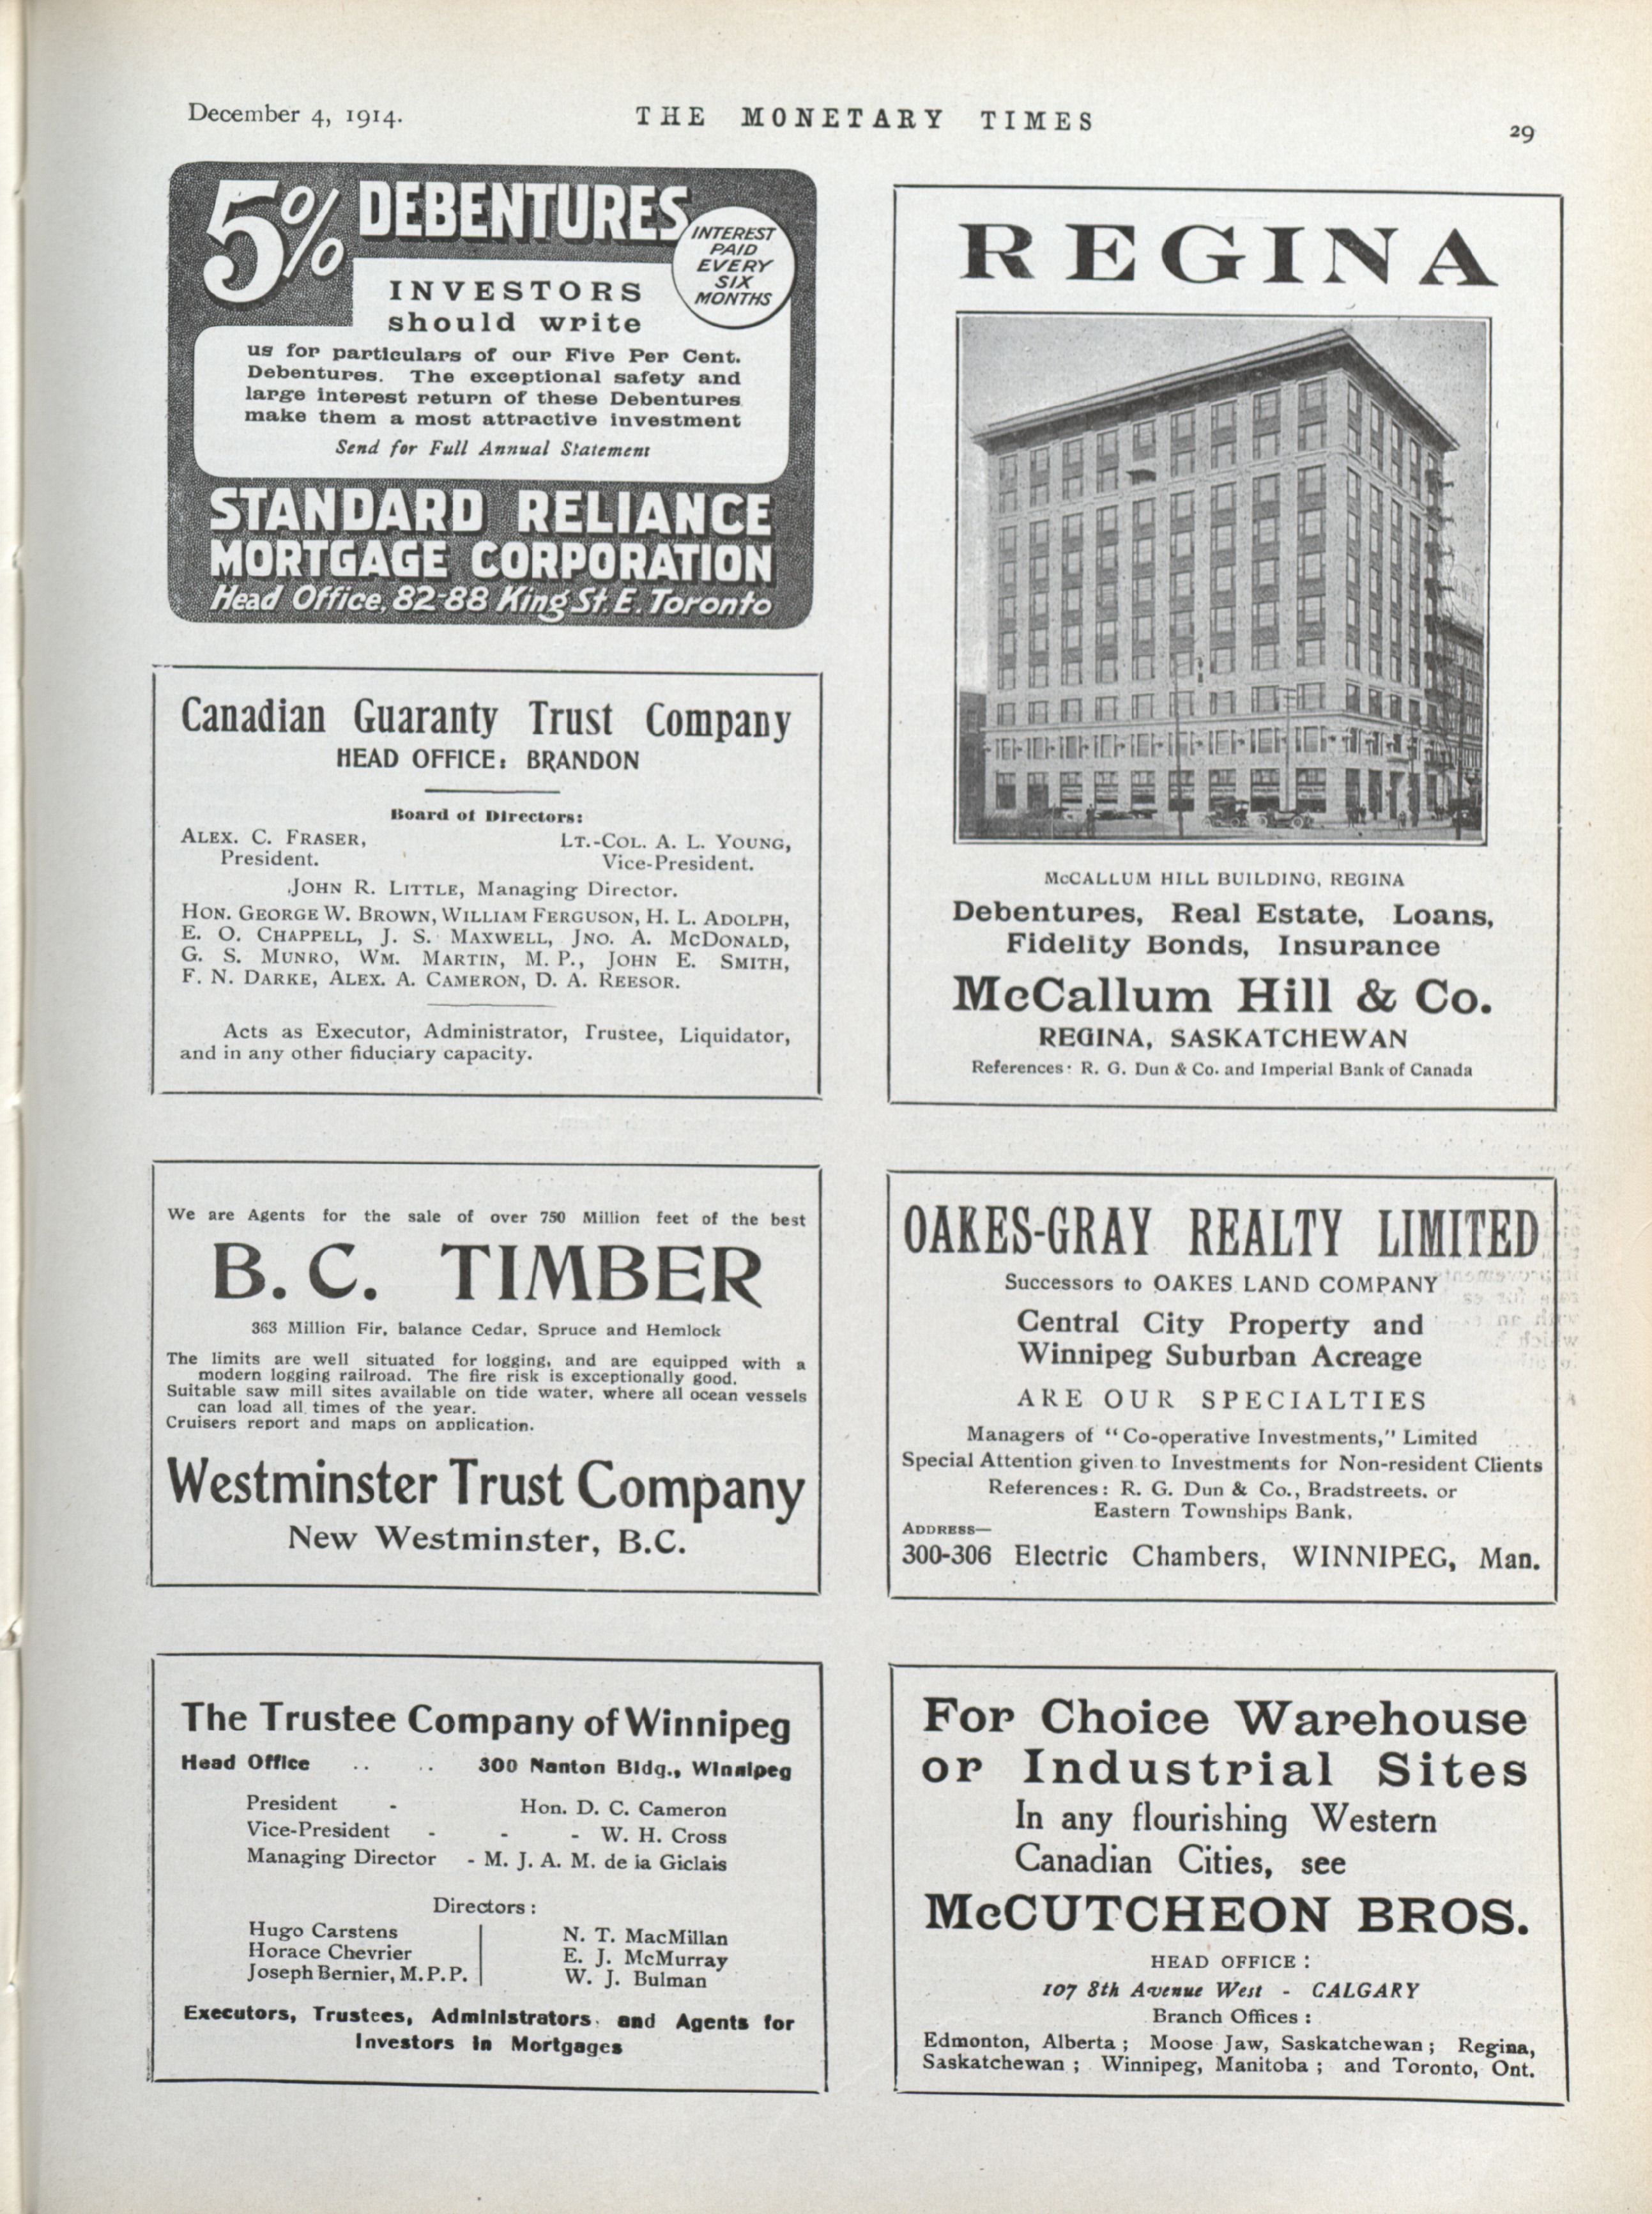 December 4, 1914.
THE MONETARY TIMES
29
5% DEBENTURES
INTEREST
PAID
EVERY
SIX
MONTHS
INVESTORS
should write
us for particulars of our Five Per Cent.
Debentures. The exceptional safety and
large interest return of these Debentures
make them a most attractive investment
Send for Full Annual Statement
STANDARD RELIANCE
MORTGAGE CORPORATION
Head Office, 82-88 King St. E. Toronto
Canadian Guaranty Trust Company
HEAD OFFICE: BRANDON
Board of Directors:
ALEX. C. FRASER, LT.-COL. A. L. YOUNG,
President. Vice-President.
JOHN R. LITTLE, Managing Director.
HON. GEORGE W. BROWN, WILLIAM FERGUSON, H. L. ADOLPH,
E. O. CHAPPELL, J. S. MAXWELL, JNO. A. MCDONALD,
G. S. MUNRO, WM. MARTIN, M. P., JOHN E. SMITH,
F. N. DARKE, ALEX. A. CAMERON, D. A. REESOR.
Acts as Executor, Administrator, Trustee, Liquidator,
and in any other fiduciary capacity.
We are Agents for the sale of over 750 Million feet of the best
B. C. TIMBER
363 Million Fir, balance Cedar, Spruce and Hemlock
The limits are well situated for logging, and are equipped with a
modern logging railroad. The fire risk is exceptionally good.
Suitable saw mill sites available on tide water, where all ocean vessels
can load all times of the year.
Cruisers report and maps on application.
Westminster Trust Company
New Westminster, B.C.
The Trustee Company of Winnipeg
Head Office .. .. 300 Nanton Bldg., Winnipeg
President - Hon. D. C. Cameron
Vice-President - - - W. H. Cross
Managing Director - M. J. A. M. de la Giclais
Directors :
Hugo Carstens N. T. MacMillan
Horace Chevrier E. J. McMurray
Joseph Bernier, M.P.P. W. J. Bulman
Executors, Trustees, Administrators and Agents for
Investors in Mortgages
REGINA
McCALLUM HILL BUILDING, REGINA
Debentures, Real Estate, Loans,
Fidelity Bonds, Insurance
McCallum Hill & Co.
REGINA, SASKATCHEWAN
References: R. G. Dun & Co. and Imperial Bank of Canada
OAKES-GRAY REALTY LIMITED
Successors to OAKES LAND COMPANY
Central City Property and
Winnipeg Suburban Acreage
ARE OUR SPECIALTIES
Managers of "Co-operative Investments," Limited
Special Attention given to Investments for Non-resident Clients
References: R. G. Dun & Co., Bradstreets. or
Eastern Townships Bank.
ADDRESS—
300-306 Electric Chambers, WINNIPEG, Man.
For Choice Warehouse
or Industrial Sites
In any flourishing Western
Canadian Cities, see
McCUTCHEON BROS.
HEAD OFFICE :
107 8th Avenue West - CALGARY
Branch Offices :
Edmonton, Alberta ; Moose Jaw, Saskatchewan ; Regina,
Saskatchewan ; Winnipeg, Manitoba ; and Toronto, Ont.